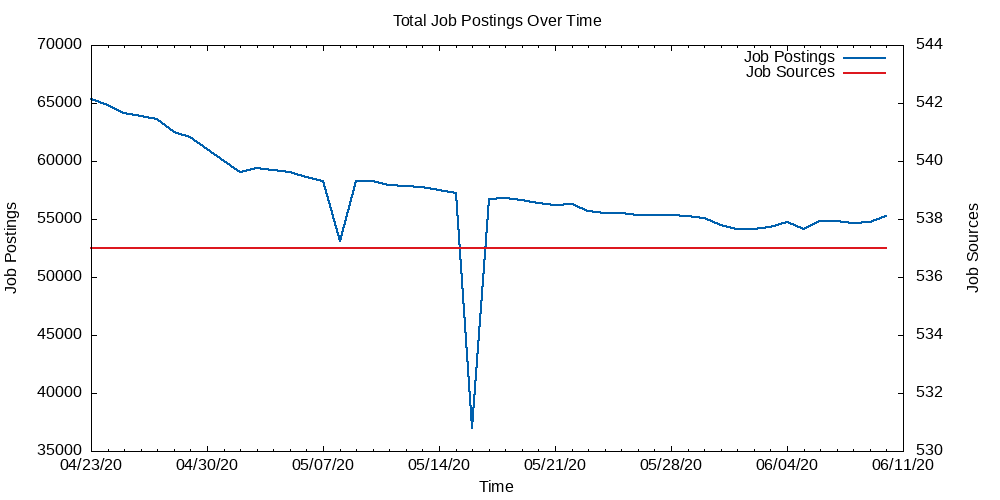 Total Job Postings Over Time
70000
65000
60000
55000
50000
45000
40000
35000
Job Postings
544
542
540
538
536
534
532
530
Job Sources
Job Postings
Job Sources
04/23/20 04/30/20 05/07/20 05/14/20 05/21/20 05/28/20 06/04/20 06/11/20
Time